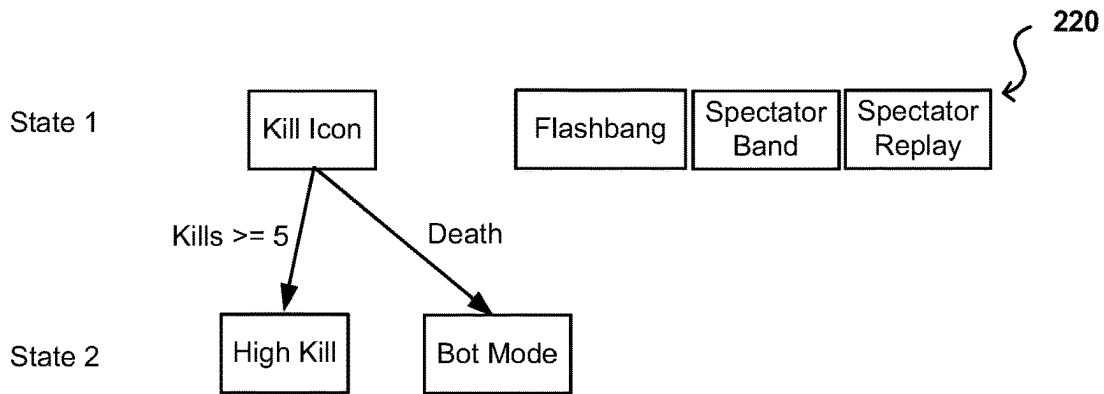 220
State 1
Kill Icon
Flashbang
Spectator
Band
Spectator
Replay
Kills >= 5
Death
State 2
High Kill
Bot Mode